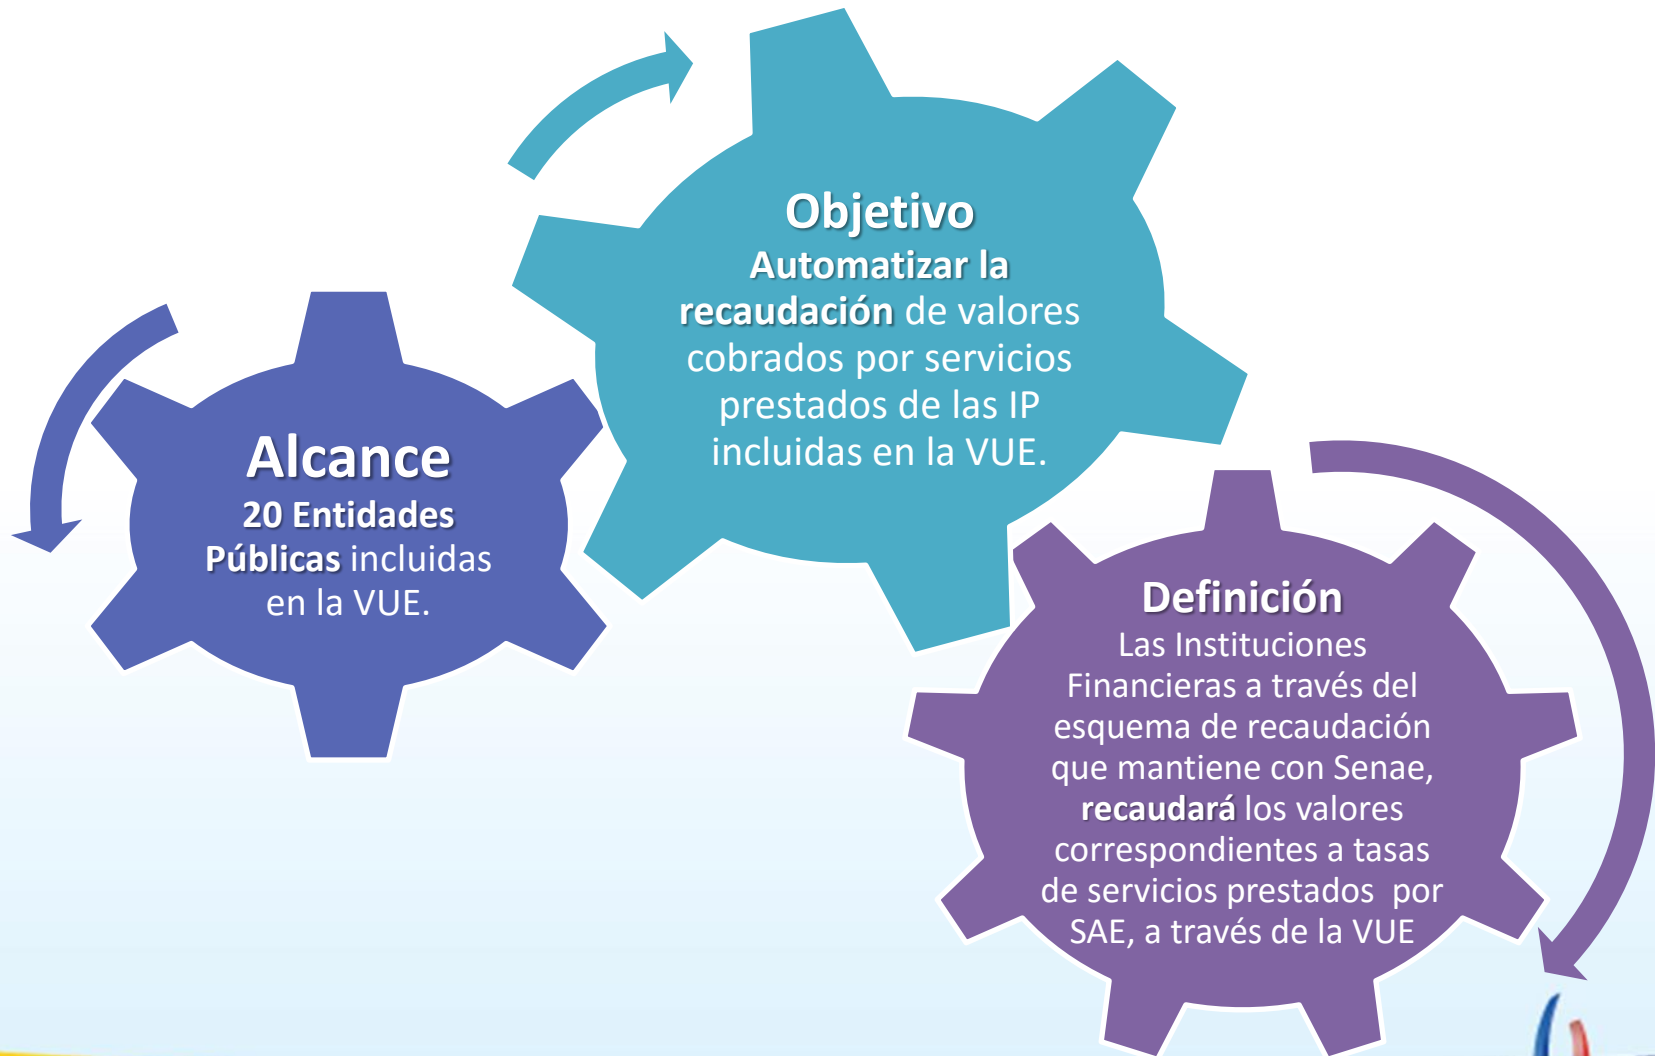 Objetivo
Automatizar la
recaudación de valores
cobrados por servicios
prestados de las IP
incluidas en la VUE.
Alcance
20 Entidades
Públicas incluidas
en la VUE.
Definición
Las Instituciones
Financieras a través del
esquema de recaudación
que mantiene con Senae,
recaudará los valores
correspondientes a tasas
de servicios prestados  por
SAE, a través de la VUE